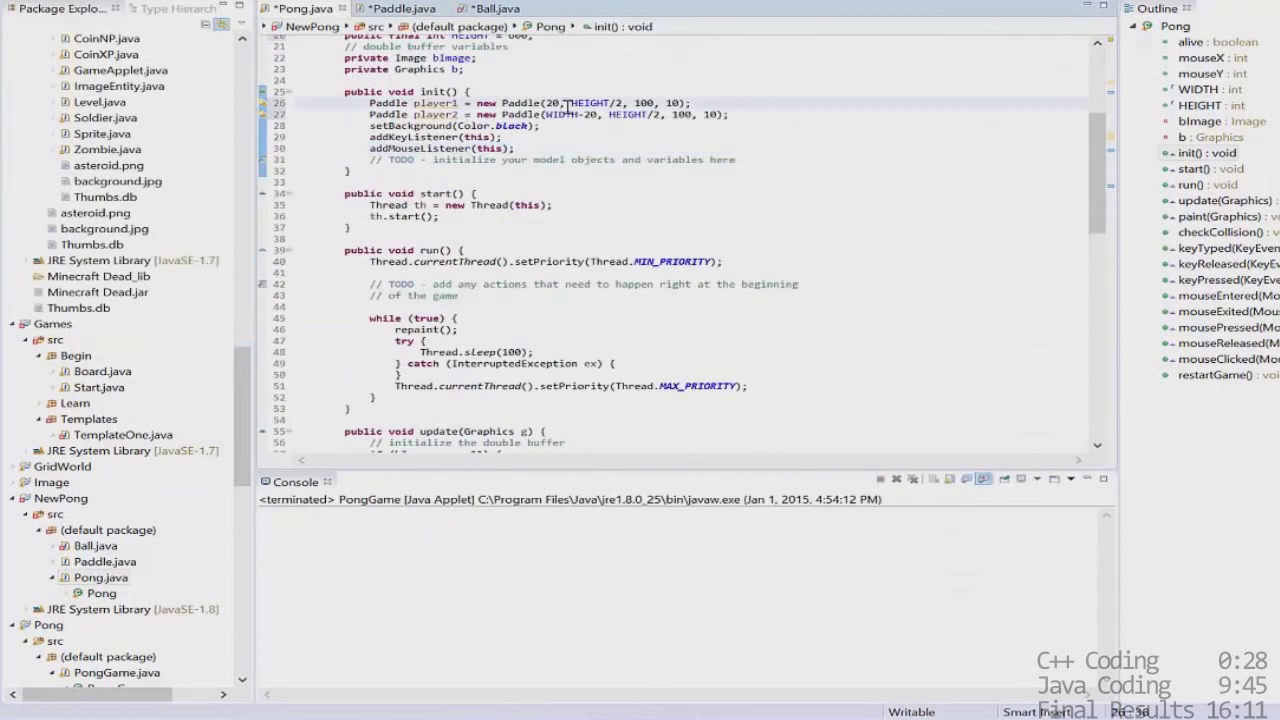 Package Explo...
Type Hierarch
CoinNP.java
CoinXP.java
GameApplet.java
ImageEntity.java
Level.java
Soldier.java
Sprite.java
Zombie.java
asteroid.png
background.jpg
Thumbs.db
asteroid.png
background.jpg
Thumbs.db
JRE System Library [JavaSE-1.7]
Minecraft Dead_lib
Minecraft Dead.jar
Thumbs.db
Games
src
Begin
Board.java
Start.java
Learn
Templates
TemplateOne.java
JRE System Library [JavaSE-1.7]
GridWorld
Image
NewPong
src
(default package)
Ball.java
Paddle.java
Pong.java
Pong
JRE System Library [JavaSE-1.8]
Pong
src
(default package)
PongGame.java
*Pong.java *Paddle.java *Ball.java
NewPong src (default package) Pong init() : void
20 public final int HEIGHT = 600;
21 // double buffer variables
22 private Image bImage;
23 private Graphics b;
24
25 public void init() {
26 Paddle player1 = new Paddle(20, HEIGHT/2, 100, 10);
27 Paddle player2 = new Paddle(WIDTH-20, HEIGHT/2, 100, 10);
28 setBackground(Color.black);
29 addKeyListener(this);
30 addMouseListener(this);
31 // TODO - initialize your model objects and variables here
32 }
33
34 public void start() {
35 Thread th = new Thread(this);
36 th.start();
37 }
38
39 public void run() {
40 Thread.currentThread().setPriority(Thread.MIN_PRIORITY);
41
42 // TODO - add any actions that need to happen right at the beginning
43 // of the game
44
45 while (true) {
46 repaint();
47 try {
48 Thread.sleep(100);
49 } catch (InterruptedException ex) {
50 }
51 Thread.currentThread().setPriority(Thread.MAX_PRIORITY);
52 }
53 }
54
55 public void update(Graphics g) {
56 // initialize the double buffer
57
Console
<terminated> PongGame [Java Applet] C:\Program Files\Java\jre1.8.0_25\bin\javaw.exe (Jan 1, 2015, 4:54:12 PM)
Outline
Pong
alive : boolean
mouseX : int
mouseY : int
WIDTH : int
HEIGHT : int
bImage : Image
b : Graphics
init() : void
start() : void
run() : void
update(Graphics) :
paint(Graphics) :
checkCollision() :
keyTyped(KeyEve
keyReleased(KeyE
keyPressed(KeyEv
mouseEntered(Mo
mouseExited(Mou
mousePressed(Mo
mouseReleased(M
mouseClicked(Mou
restartGame() : vo
C++ Coding 0:28
Java Coding 9:45
Final Results 16:11
Writable Smart Insert